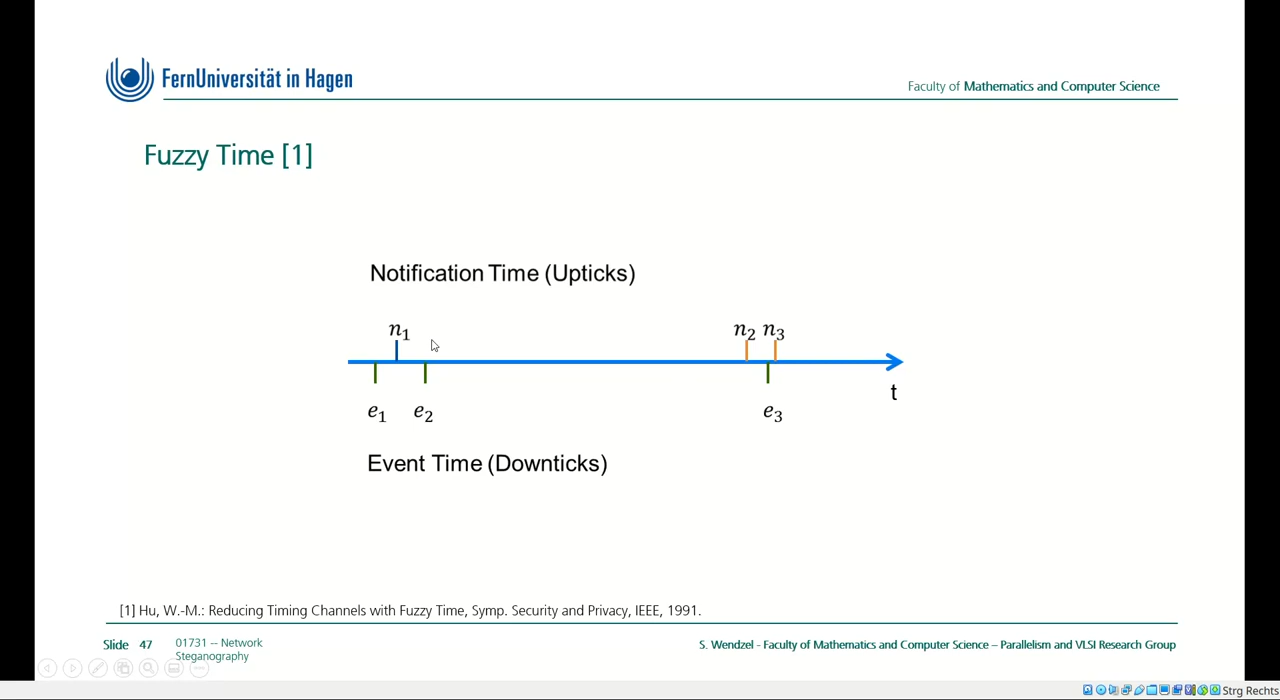 FernUniversität in Hagen
Faculty of Mathematics and Computer Science
Fuzzy Time [1]
Notification Time (Upticks)
n₁ n₂ n₃
t
e₁ e₂ e₃
Event Time (Downticks)
[1] Hu, W.-M.: Reducing Timing Channels with Fuzzy Time, Symp. Security and Privacy, IEEE, 1991.
Slide 47 01731 -- Network
Steganography
S. Wendzel - Faculty of Mathematics and Computer Science – Parallelism and VLSI Research Group
Strg Rechts